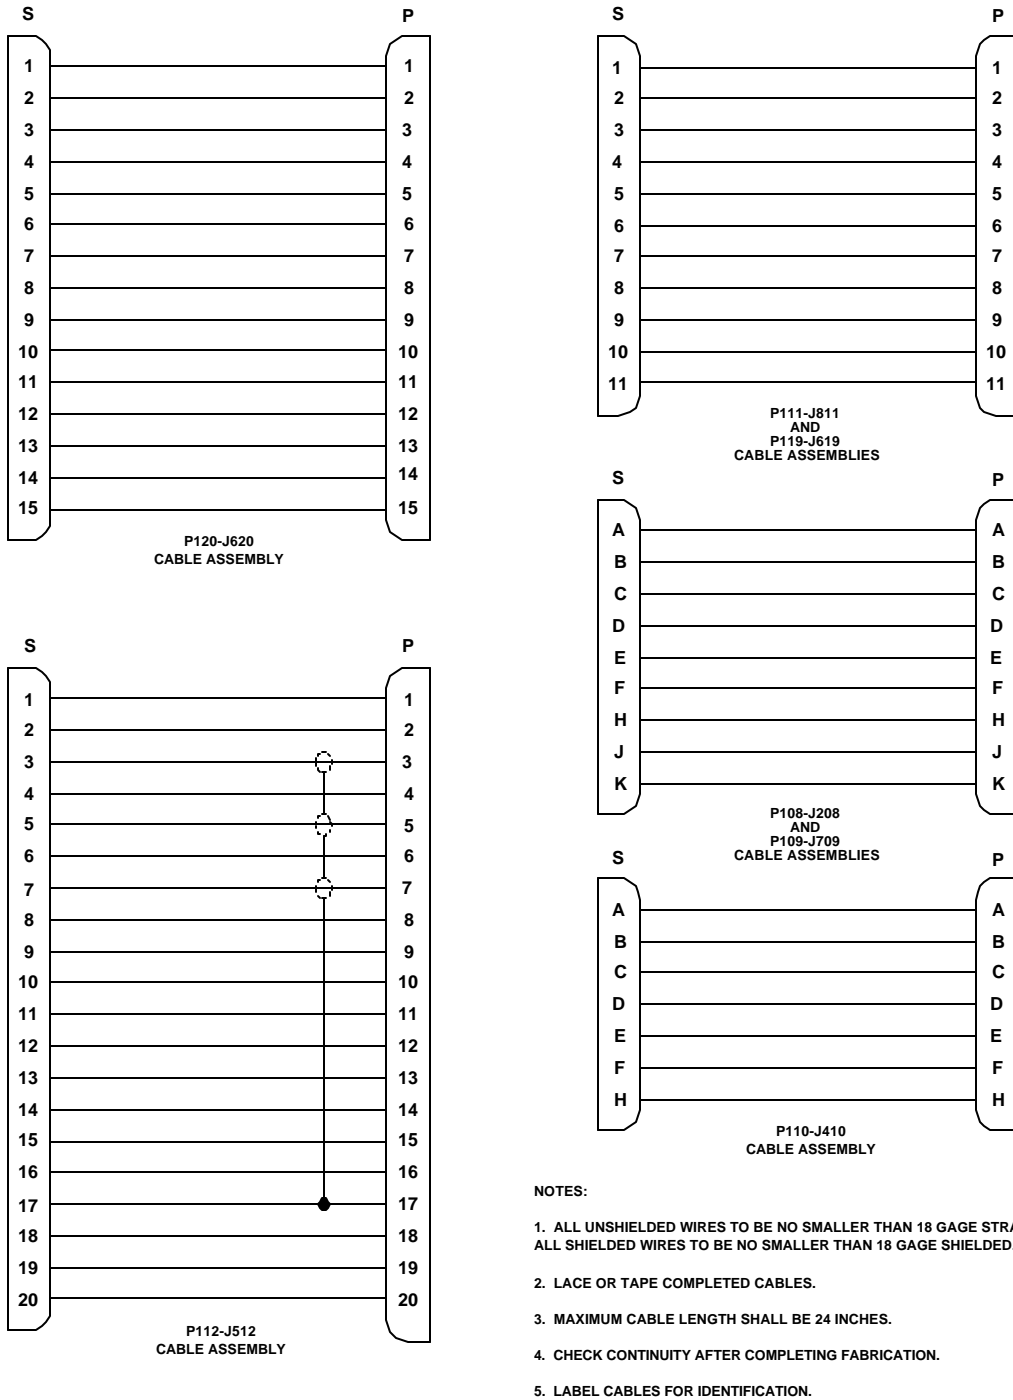 S P
1 1
2 2
3 3
4 4
5 5
6 6
7 7
8 8
9 9
10 10
11 11
12 12
13 13
14 14
15 15
P120-J620
CABLE ASSEMBLY
S P
1 1
2 2
3 3
4 4
5 5
6 6
7 7
8 8
9 9
10 10
11 11
12 12
13 13
14 14
15 15
16 16
17 17
18 18
19 19
20 20
P112-J512
CABLE ASSEMBLY
S P
1 1
2 2
3 3
4 4
5 5
6 6
7 7
8 8
9 9
10 10
11 11
P111-J811
AND
P119-J619
CABLE ASSEMBLIES
S P
A A
B B
C C
D D
E E
F F
H H
J J
K K
P108-J208
AND
P109-J709
CABLE ASSEMBLIES
S P
A A
B B
C C
D D
E E
F F
H H
P110-J410
CABLE ASSEMBLY
NOTES:
1. ALL UNSHIELDED WIRES TO BE NO SMALLER THAN 18 GAGE
ALL SHIELDED WIRES TO BE NO SMALLER THAN 18 GAGE SHIELDED.
2. LACE OR TAPE COMPLETED CABLES.
3. MAXIMUM CABLE LENGTH SHALL BE 24 INCHES.
4. CHECK CONTINUITY AFTER COMPLETING FABRICATION.
5. LABEL CABLES FOR IDENTIFICATION.